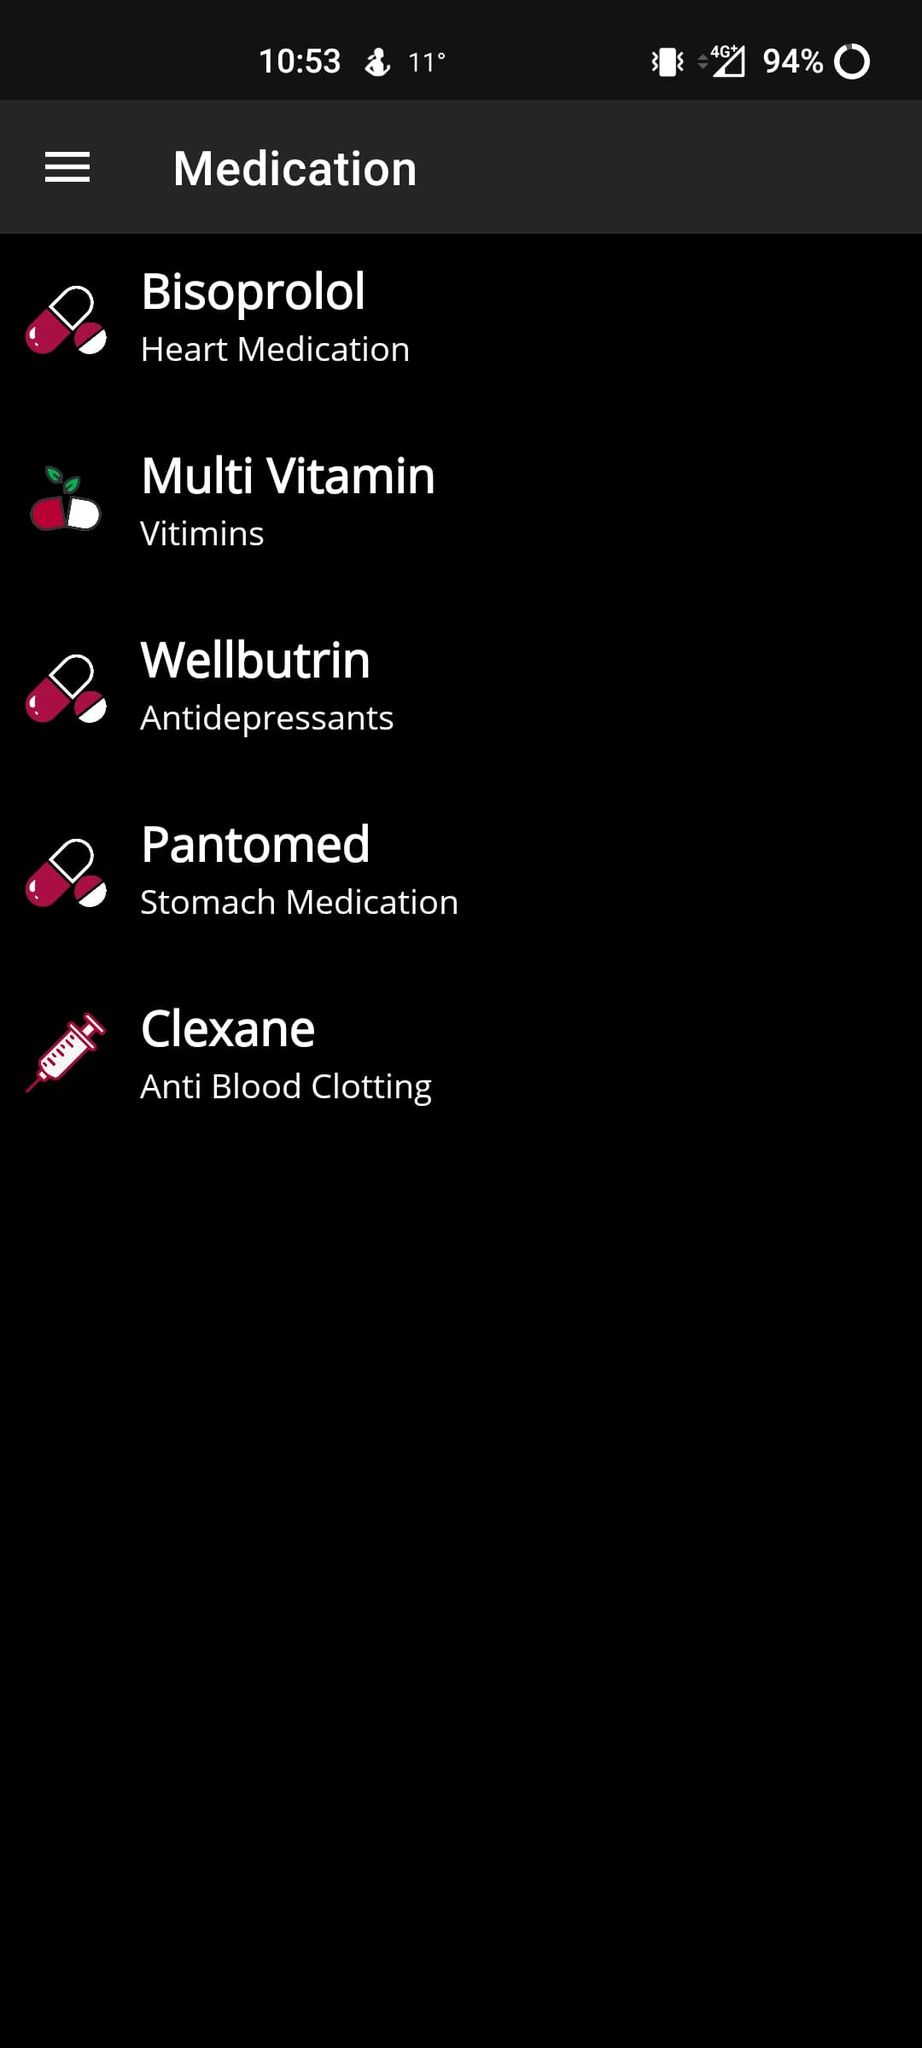 10:53 11° 4G+ 94%
Medication
Bisoprolol
Heart Medication
Multi Vitamin
Vitimins
Wellbutrin
Antidepressants
Pantomed
Stomach Medication
Clexane
Anti Blood Clotting